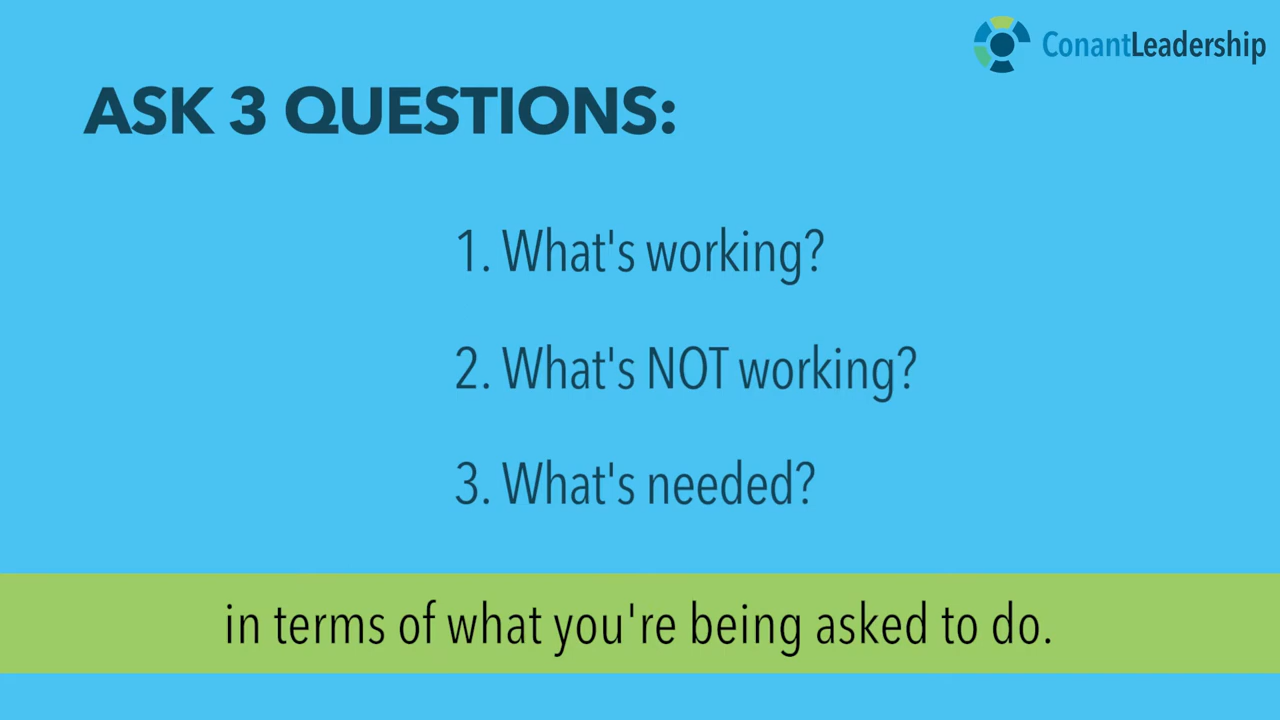 ConantLeadership
ASK 3 QUESTIONS:
1. What's working?
2. What's NOT working?
3. What's needed?
in terms of what you're being asked to do.